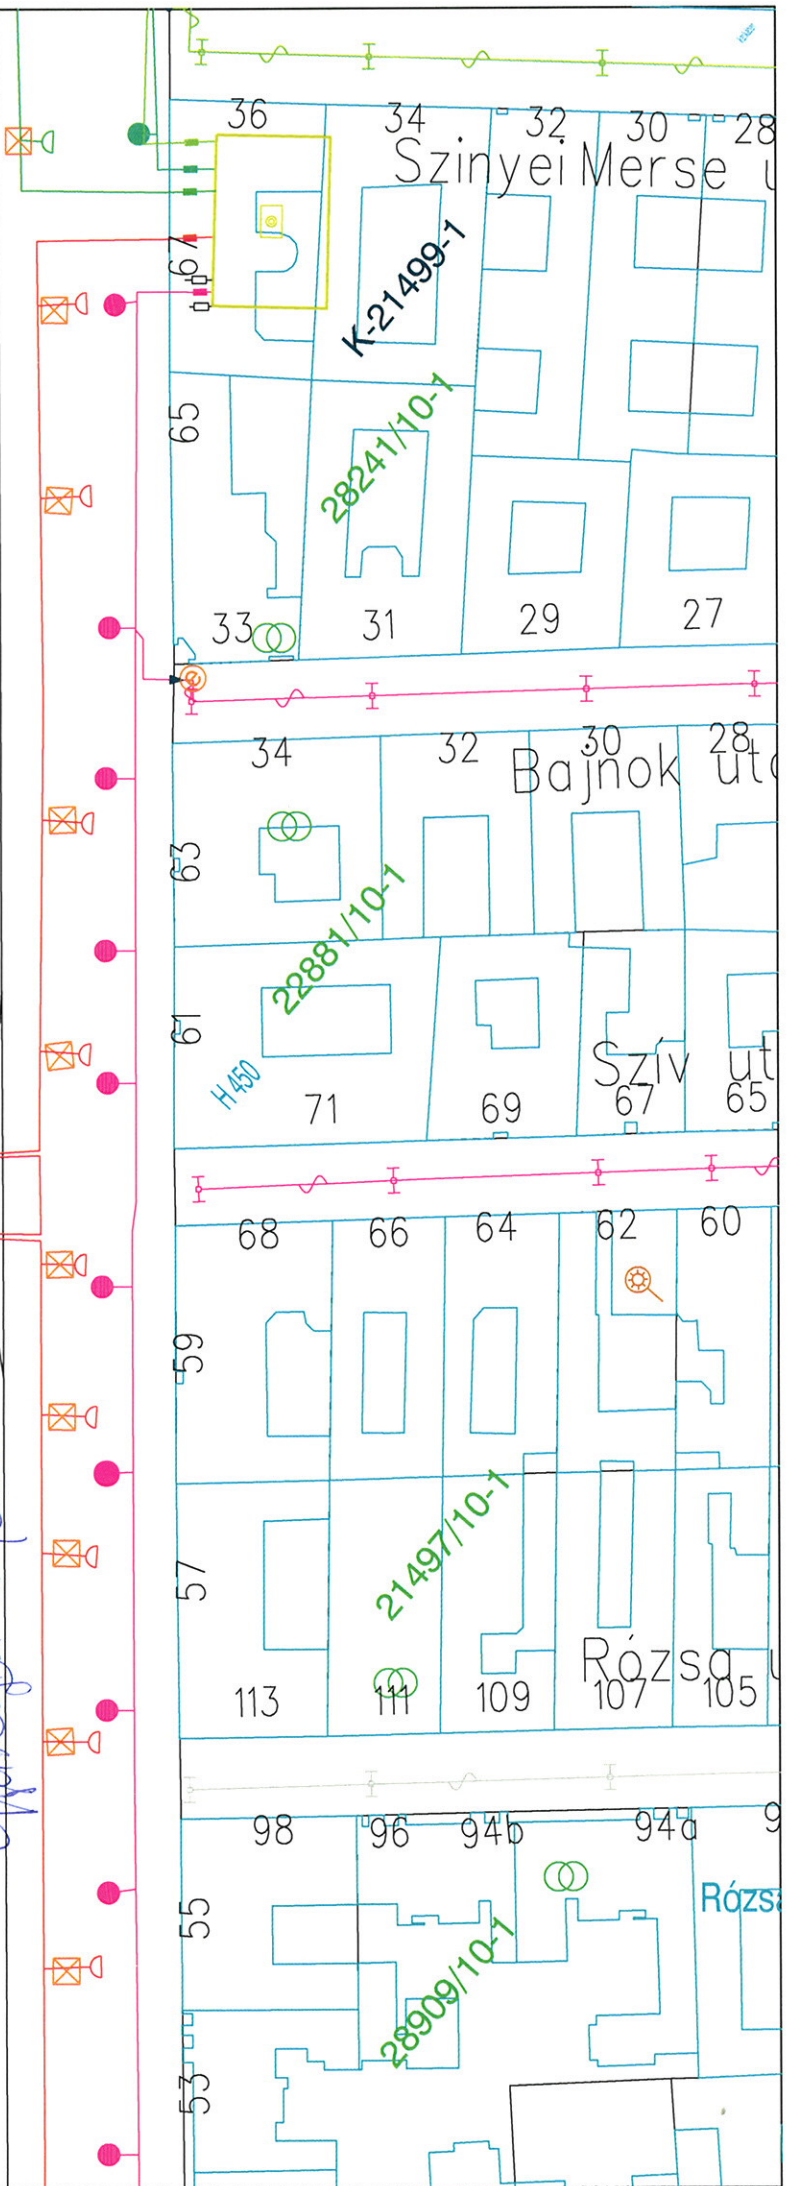 36 34 32 30 28
Szinyei Merse u
67
K-21499-1
65
28241/10-1
33 31 29 27
34 32 30 28
Bajnok utc
63
22881/10-1
61
H 450
Szív ut
71 69 67 65
68 66 64 62 60
59
21497/10-1
57
Rózsa u
113 111 109 107 105
98 96 94b 94a 9
Rózsa
55
28909/10-1
53